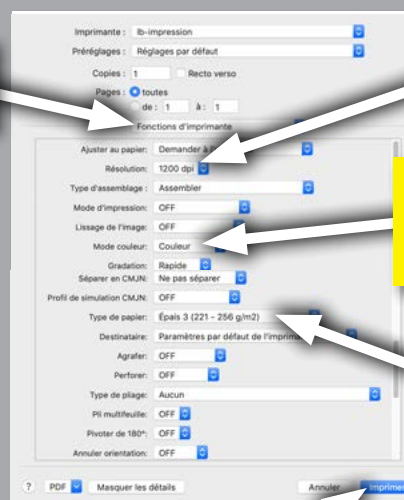 Imprimante : lb-impression
Préréglages : Réglages par défaut
Copies : 1 Recto verso
Pages : toutes
de : 1 à : 1
Fonctions d'imprimante
Ajuster au papier: Demander à
Résolution: 1200 dpi
Type d'assemblage : Assembler
Mode d'impression: OFF
Lissage de l'image: OFF
Mode couleur: Couleur
Gradation: Rapide
Séparer en CMJN: Ne pas séparer
Profil de simulation CMJN: OFF
Type de papier: Épais 3 (221 - 256 g/m2)
Destinataire: Paramètres par défaut de l'imprima
Agrafer: OFF
Perforer: OFF
Type de pliage: Aucun
Pli multifeuille: OFF
Pivoter de 180°: OFF
Annuler orientation: OFF
? PDF Masquer les détails Annuler Imprimer